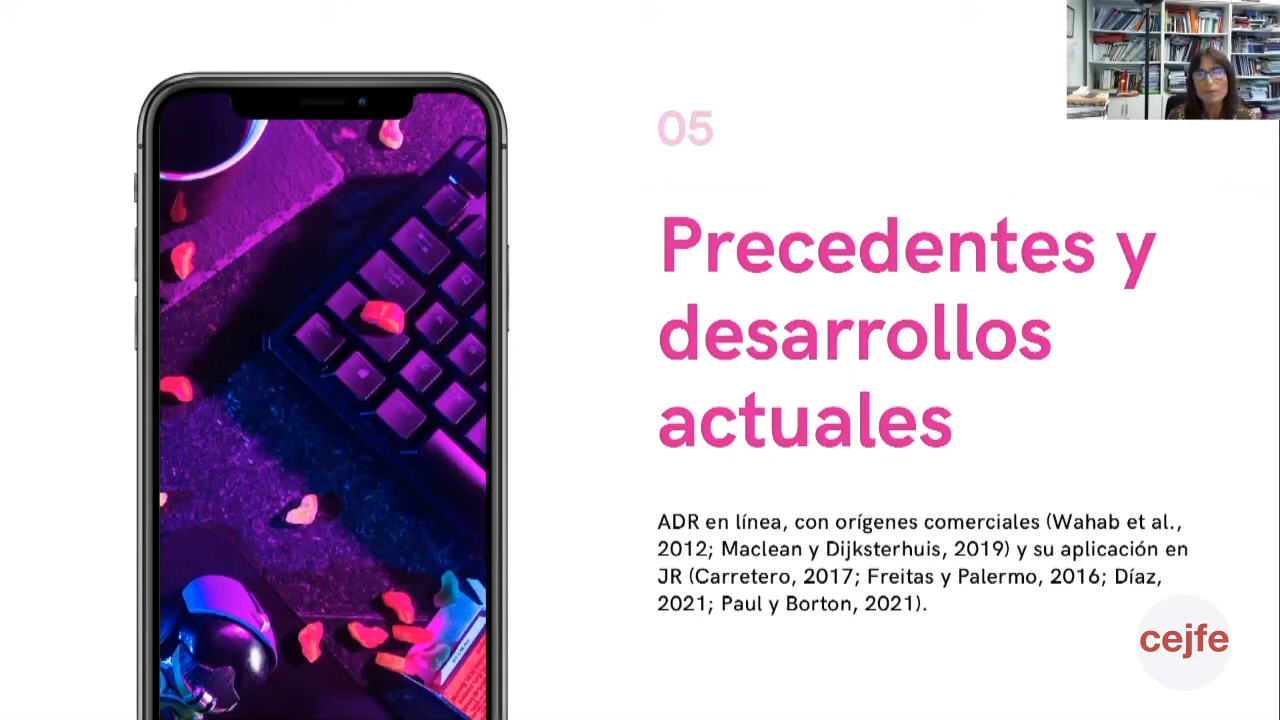 05
Precedentes y
desarrollos
actuales
ADR en línea, con orígenes comerciales (Wahab et al.,
2012; Maclean y Dijksterhuis, 2019) y su aplicación en
JR (Carretero, 2017; Freitas y Palermo, 2016; Díaz,
2021; Paul y Borton, 2021).
cejfe